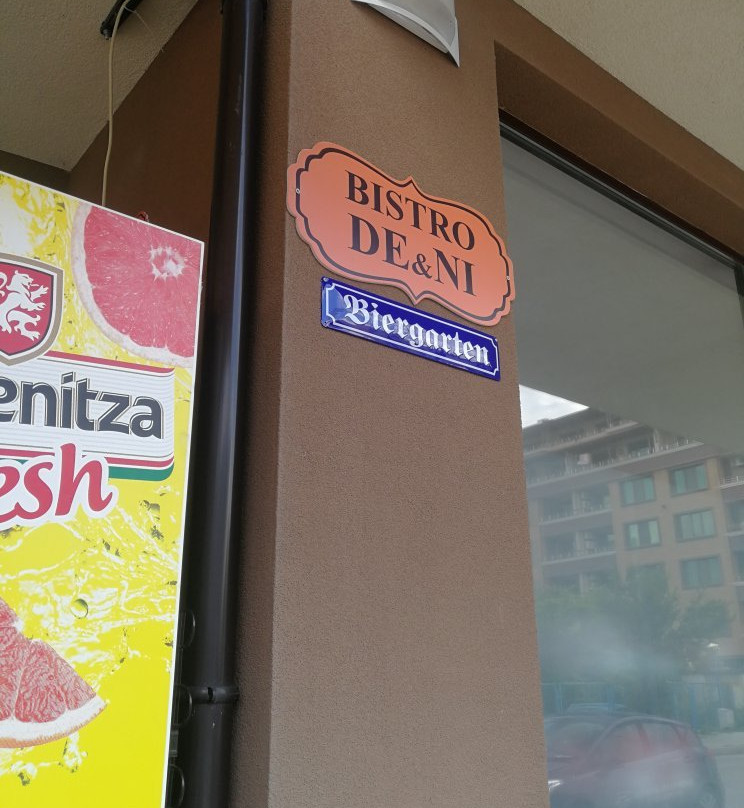 BISTRO
DE&NI
Biergarten
enitza
esh